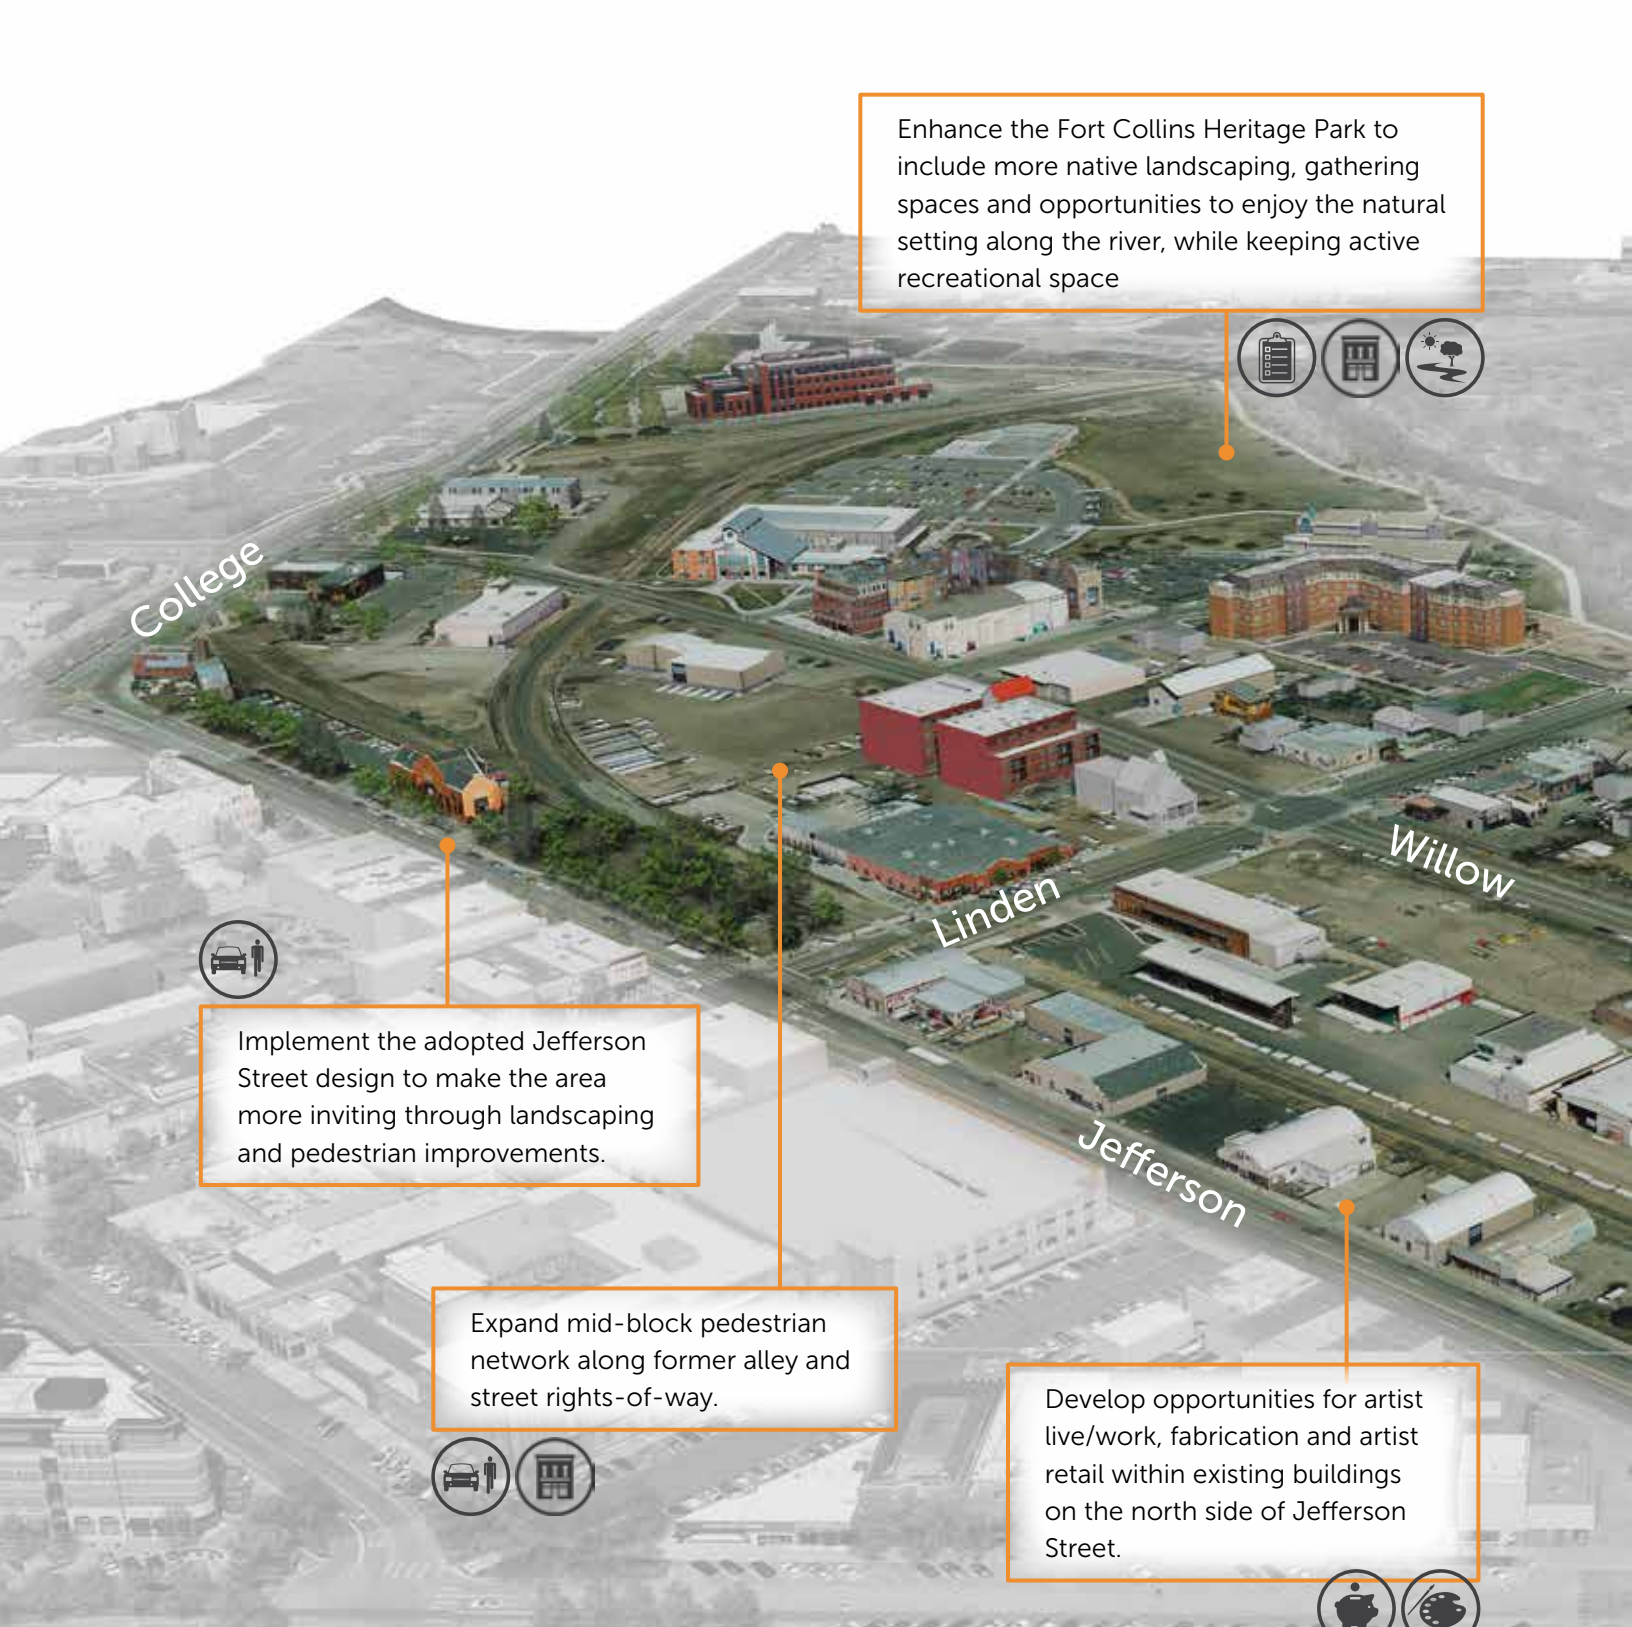 Enhance the Fort Collins Heritage Park to
include more native landscaping, gathering
spaces and opportunities to enjoy the natural
setting along the river, while keeping active
recreational space
College
Willow
Linden
Implement the adopted Jefferson
Street design to make the area
more inviting through landscaping
and pedestrian improvements.
Jefferson
Expand mid-block pedestrian
network along former alley and
street rights-of-way.
Develop opportunities for artist
live/work, fabrication and artist
retail within existing buildings
on the north side of Jefferson
Street.